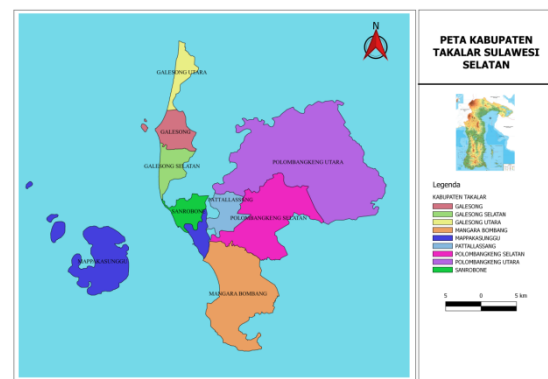 N
GALESONG UTARA
GALESONG
GALESONG SELATAN
POLOMBANGKENG UTARA
PATTALLASSANG
SANROBONE
POLOMBANGKENG SELATAN
MAPPAKASUNGGU
MANGARA BOMBANG
PETA KABUPATEN
TAKALAR SULAWESI
SELATAN
Legenda
KABUPATEN TAKALAR
GALESONG
GALESONG SELATAN
GALESONG UTARA
MANGARA BOMBANG
MAPPAKASUNGGU
PATTALLASSANG
POLOMBANGKENG SELATAN
POLOMBANGKENG UTARA
SANROBONE
5 0 5 km